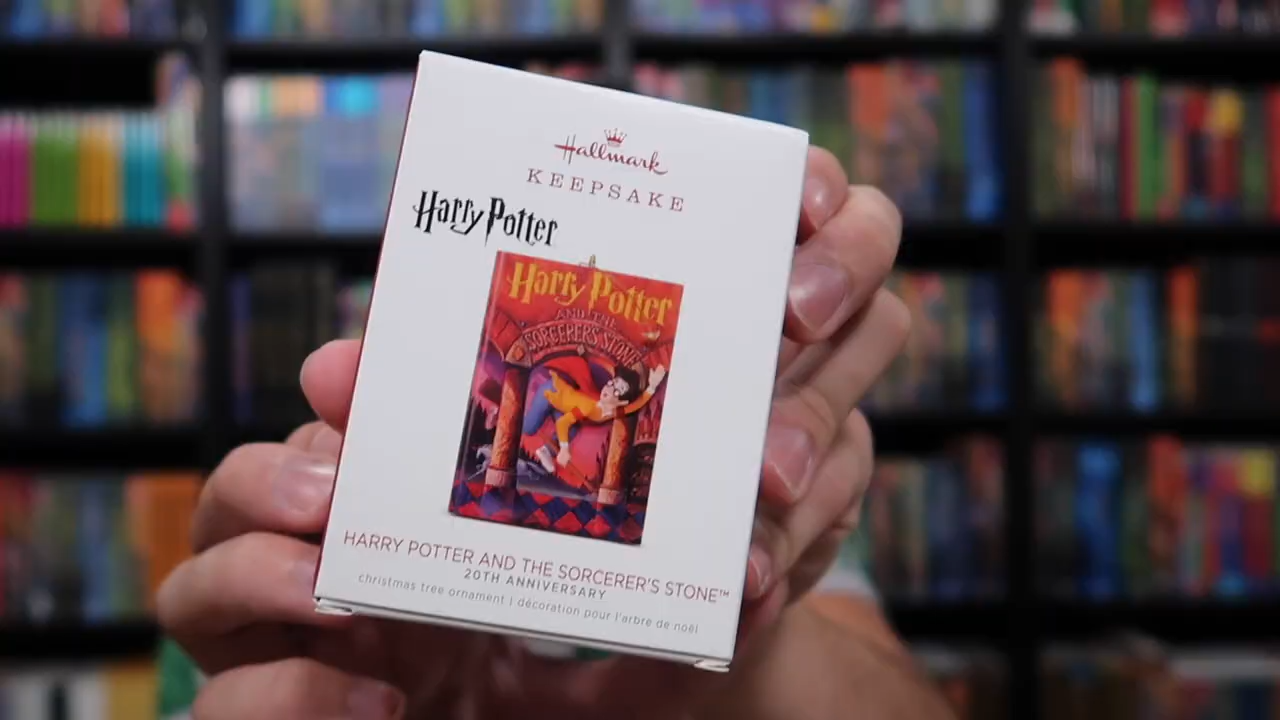 Hallmark
KEEPSAKE
Harry Potter
Harry Potter
AND THE
SORCERER'S STONE
HARRY POTTER AND THE SORCERER'S STONE™
20TH ANNIVERSARY
christmas tree ornament | décoration pour l'arbre de noël